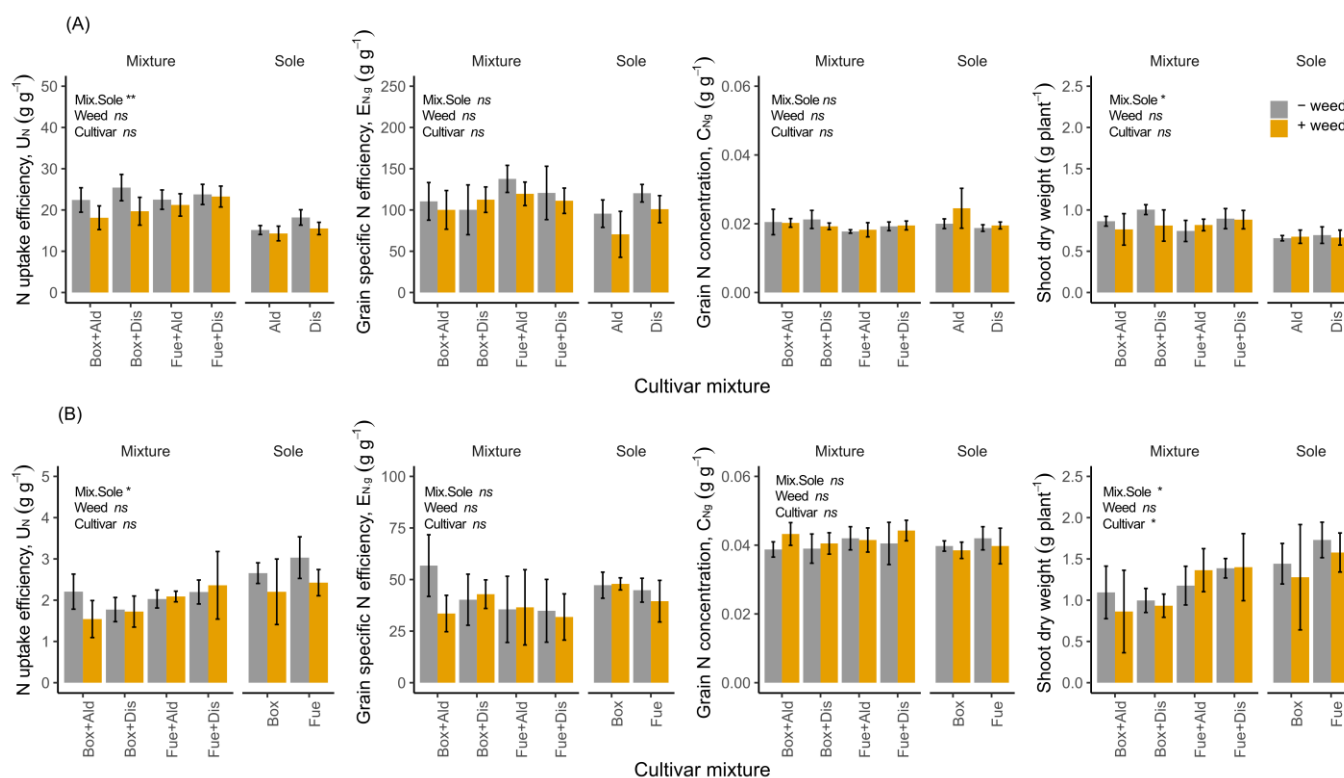 (A)
N uptake efficiency, U_N (g g⁻¹)
Mixture
Sole
Mix.Sole **
Weed ns
Cultivar ns
50
40
30
20
10
0
Box+Ald
Box+Dis
Fue+Ald
Fue+Dis
Ald
Dis
Grain specific N efficiency, E_N.g (g g⁻¹)
Mixture
Sole
Mix.Sole ns
Weed ns
Cultivar ns
250
200
150
100
50
0
Box+Ald
Box+Dis
Fue+Ald
Fue+Dis
Ald
Dis
Grain N concentration, C_Ng (g g⁻¹)
Mixture
Sole
Mix.Sole ns
Weed ns
Cultivar ns
0.06
0.04
0.02
0.00
Box+Ald
Box+Dis
Fue+Ald
Fue+Dis
Ald
Dis
Shoot dry weight (g plant⁻¹)
Mixture
Sole
Mix.Sole *
Weed ns
Cultivar ns
2.5
2.0
1.5
1.0
0.5
0.0
Box+Ald
Box+Dis
Fue+Ald
Fue+Dis
Ald
Dis
− weed
+ weed
Cultivar mixture
(B)
N uptake efficiency, U_N (g g⁻¹)
Mixture
Sole
Mix.Sole *
Weed ns
Cultivar ns
5
4
3
2
1
0
Box+Ald
Box+Dis
Fue+Ald
Fue+Dis
Box
Fue
Grain specific N efficiency, E_N.g (g g⁻¹)
Mixture
Sole
Mix.Sole ns
Weed ns
Cultivar ns
100
75
50
25
0
Box+Ald
Box+Dis
Fue+Ald
Fue+Dis
Box
Fue
Grain N concentration, C_Ng (g g⁻¹)
Mixture
Sole
Mix.Sole ns
Weed ns
Cultivar ns
0.06
0.04
0.02
0.00
Box+Ald
Box+Dis
Fue+Ald
Fue+Dis
Box
Fue
Shoot dry weight (g plant⁻¹)
Mixture
Sole
Mix.Sole *
Weed ns
Cultivar *
2.5
2.0
1.5
1.0
0.5
0.0
Box+Ald
Box+Dis
Fue+Ald
Fue+Dis
Box
Fue
Cultivar mixture